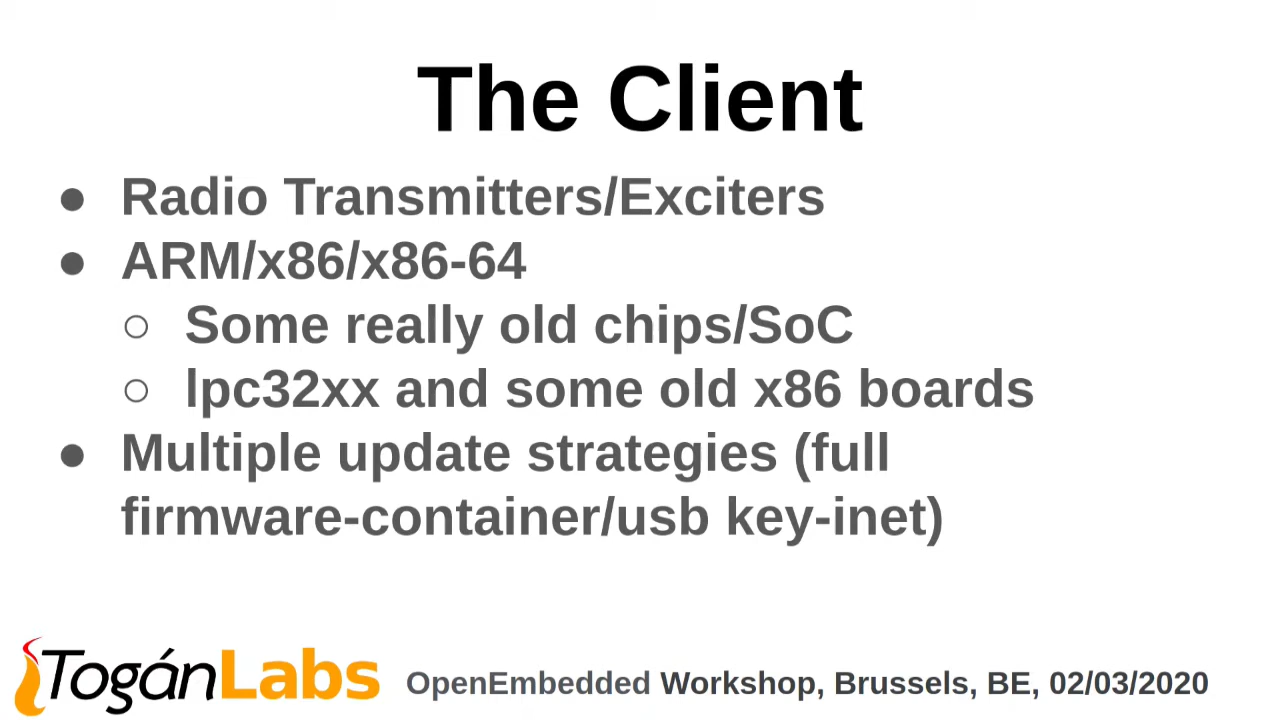 The Client
● Radio Transmitters/Exciters
● ARM/x86/x86-64
○ Some really old chips/SoC
○ lpc32xx and some old x86 boards
● Multiple update strategies (full
firmware-container/usb key-inet)
TogánLabs
OpenEmbedded Workshop, Brussels, BE, 02/03/2020